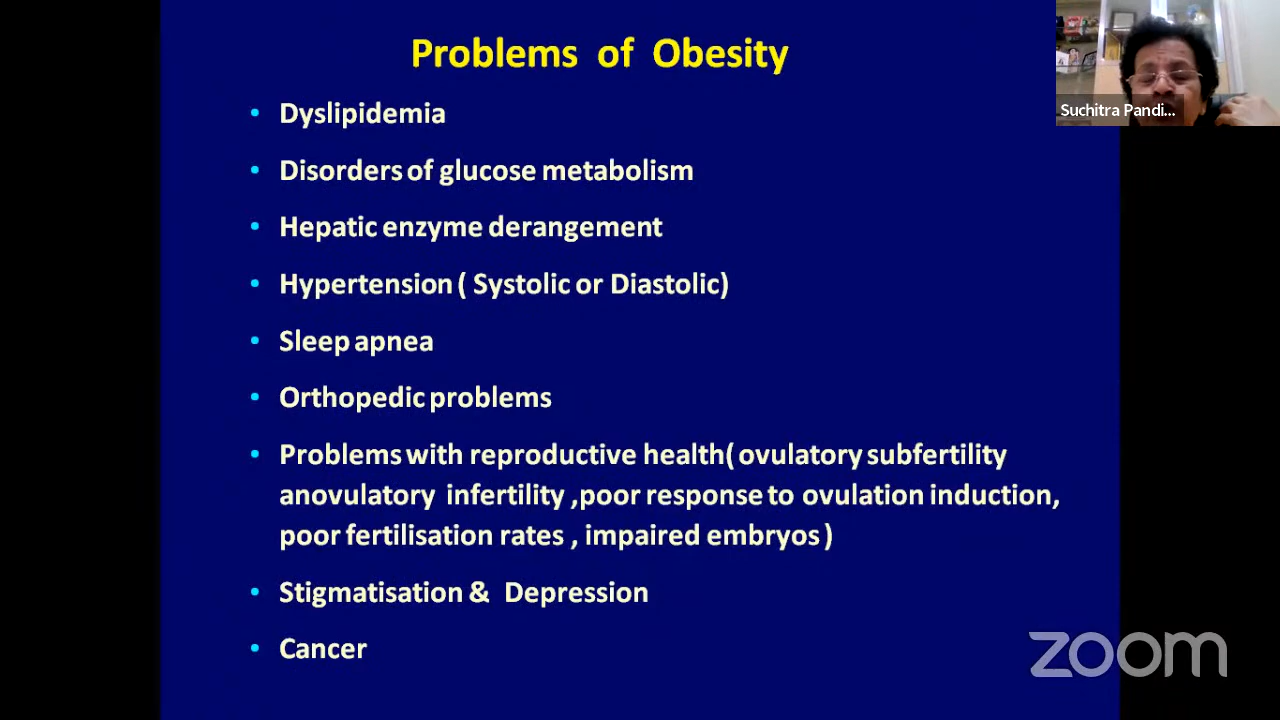 Problems of Obesity
Suchitra Pandi...
• Dyslipidemia
• Disorders of glucose metabolism
• Hepatic enzyme derangement
• Hypertension ( Systolic or Diastolic)
• Sleep apnea
• Orthopedic problems
• Problems with reproductive health( ovulatory subfertility
anovulatory infertility ,poor response to ovulation induction,
poor fertilisation rates , impaired embryos )
• Stigmatisation & Depression
• Cancer
zoom